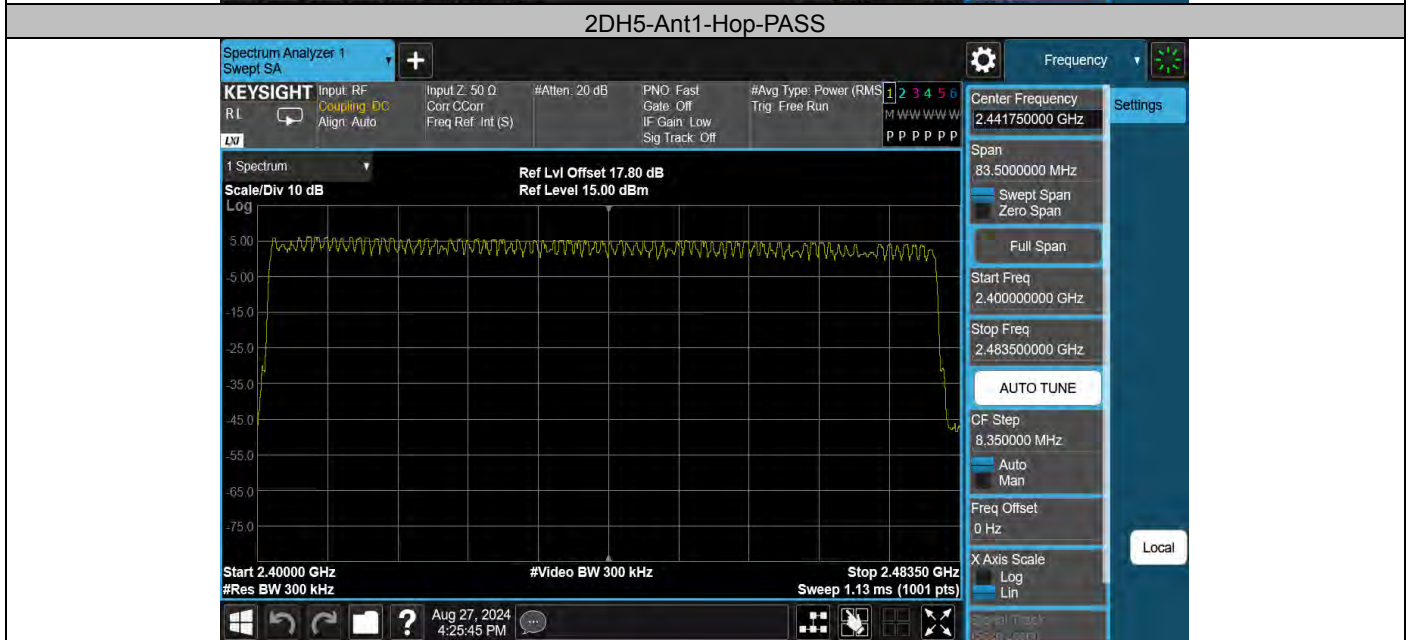 2DH5-Ant1-Hop-PASS
Spectrum Analyzer 1
Swept SA
+
Frequency
KEYSIGHT
RL
LXI
Input: RF
Coupling: DC
Align: Auto
Input Z: 50 Ω
Corr CCorr
Freq Ref: Int (S)
#Atten: 20 dB
PNO: Fast
Gate: Off
IF Gain: Low
Sig Track: Off
#Avg Type: Power (RMS
Trig: Free Run
1 2 3 4 5 6
M W W W W W
P P P P P P
1 Spectrum
Scale/Div 10 dB
Ref Lvl Offset 17.80 dB
Ref Level 15.00 dBm
Log
5.00
-5.00
-15.0
-25.0
-35.0
-45.0
-55.0
-65.0
-75.0
Start 2.40000 GHz
#Res BW 300 kHz
#Video BW 300 kHz
Stop 2.48350 GHz
Sweep 1.13 ms (1001 pts)
?
Aug 27, 2024
4:25:45 PM
Center Frequency
2.441750000 GHz
Settings
Span
83.5000000 MHz
Swept Span
Zero Span
Full Span
Start Freq
2.400000000 GHz
Stop Freq
2.483500000 GHz
AUTO TUNE
CF Step
8.350000 MHz
Auto
Man
Freq Offset
0 Hz
X Axis Scale
Log
Lin
Local
Signal Track
(Span Zoom)